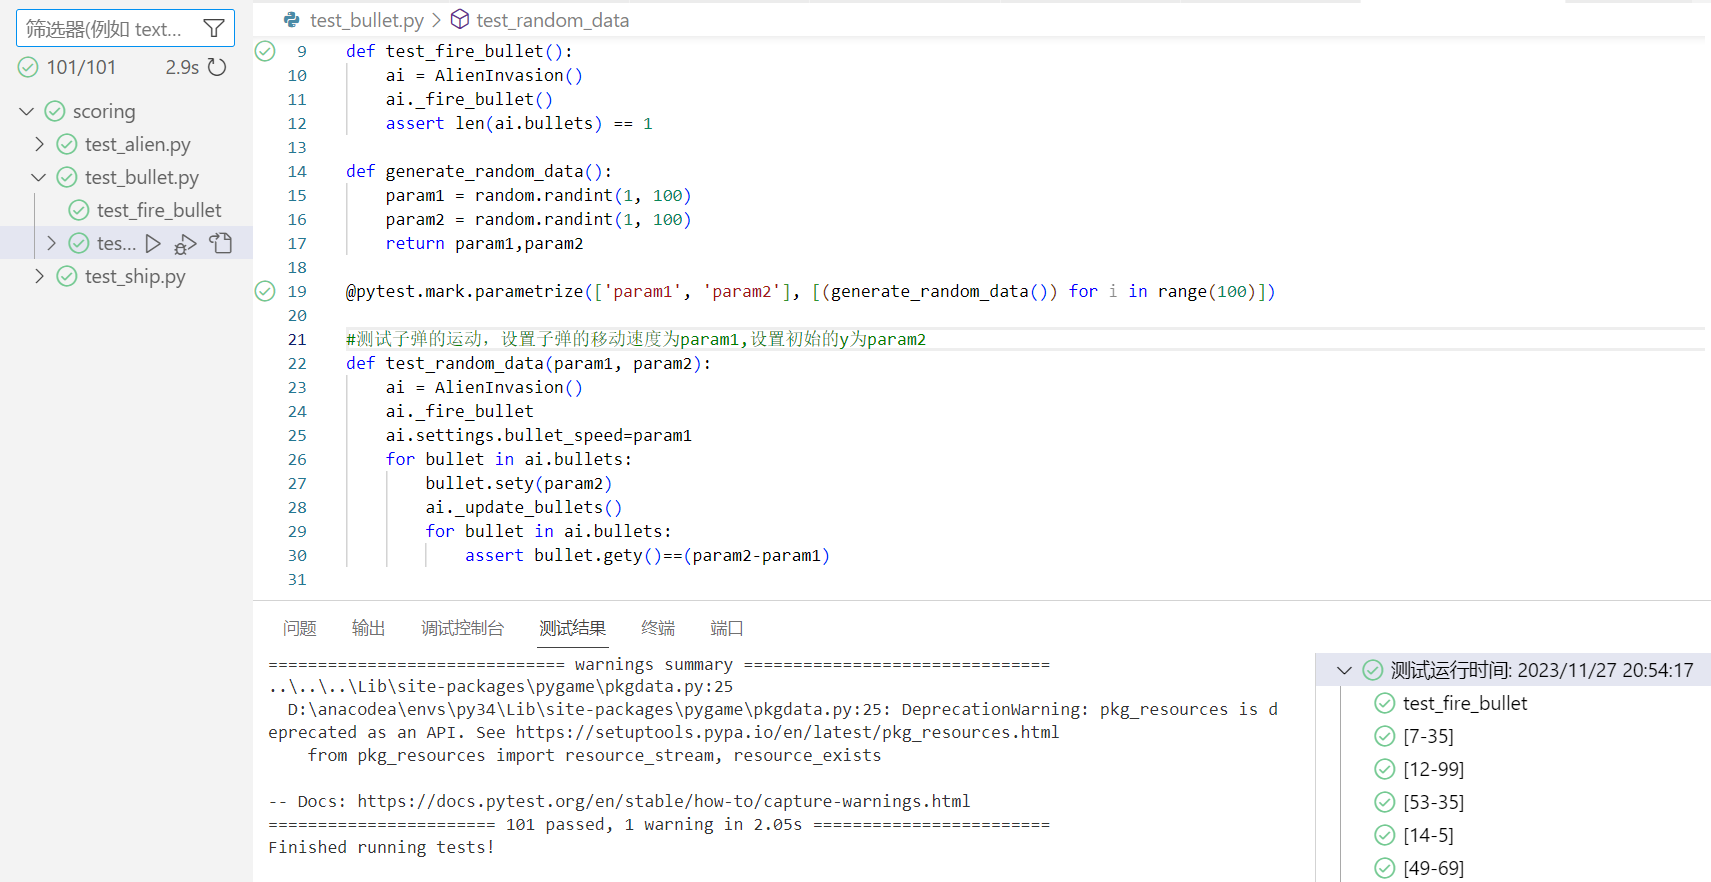 筛选器(例如 text...
101/101 2.9s
scoring
test_alien.py
test_bullet.py
test_fire_bullet
tes...
test_ship.py
test_bullet.py > test_random_data
9 def test_fire_bullet():
10 ai = AlienInvasion()
11 ai._fire_bullet()
12 assert len(ai.bullets) == 1
13
14 def generate_random_data():
15 param1 = random.randint(1, 100)
16 param2 = random.randint(1, 100)
17 return param1,param2
18
19 @pytest.mark.parametrize(['param1', 'param2'], [(generate_random_data()) for i in range(100)])
20
21 #测试子弹的运动，设置子弹的移动速度为param1,设置初始的y为param2
22 def test_random_data(param1, param2):
23 ai = AlienInvasion()
24 ai._fire_bullet
25 ai.settings.bullet_speed=param1
26 for bullet in ai.bullets:
27 bullet.sety(param2)
28 ai._update_bullets()
29 for bullet in ai.bullets:
30 assert bullet.gety()==(param2-param1)
31
问题 输出 调试控制台 测试结果 终端 端口
============================== warnings summary ===============================
..\..\..\Lib\site-packages\pygame\pkgdata.py:25
D:\anacodea\envs\py34\Lib\site-packages\pygame\pkgdata.py:25: DeprecationWarning: pkg_resources is d
eprecated as an API. See https://setuptools.pypa.io/en/latest/pkg_resources.html
from pkg_resources import resource_stream, resource_exists
-- Docs: https://docs.pytest.org/en/stable/how-to/capture-warnings.html
======================= 101 passed, 1 warning in 2.05s ========================
Finished running tests!
测试运行时间: 2023/11/27 20:54:17
test_fire_bullet
[7-35]
[12-99]
[53-35]
[14-5]
[49-69]